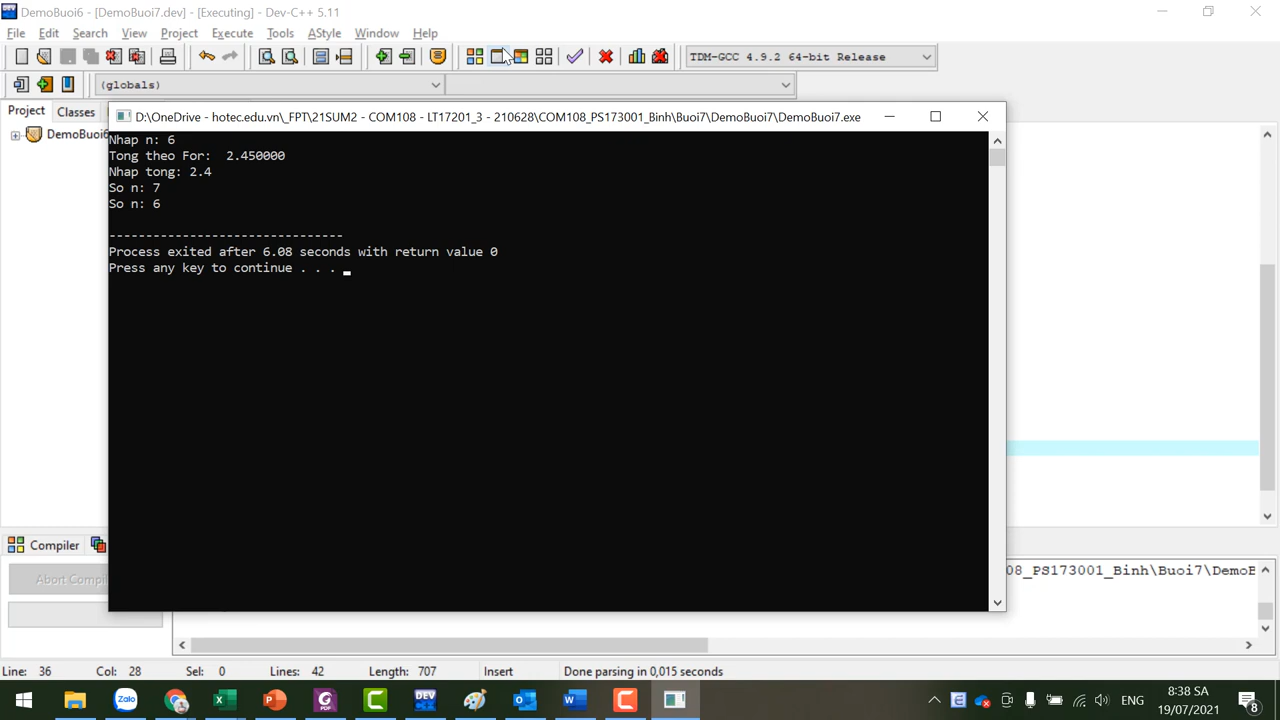 DemoBuoi6 - [DemoBuoi7.dev] - [Executing] - Dev-C++ 5.11
File Edit Search View Project Execute Tools AStyle Window Help
TDM-GCC 4.9.2 64-bit Release
(globals)
Project Classes
D:\OneDrive - hotec.edu.vn\_FPT\21SUM2 - COM108 - LT17201_3 - 210628\COM108_PS173001_Binh\Buoi7\DemoBuoi7\DemoBuoi7.exe
DemoBuoi6
Nhap n: 6
Tong theo For:  2.450000
Nhap tong: 2.4
So n: 7
So n: 6
--------------------------------
Process exited after 6.08 seconds with return value 0
Press any key to continue . . .
Compiler
08_PS173001_Binh\Buoi7\DemoB
Abort Compil
Line: 36 Col: 28 Sel: 0 Lines: 42 Length: 707 Insert Done parsing in 0,015 seconds
ENG
8:38 SA
19/07/2021
8